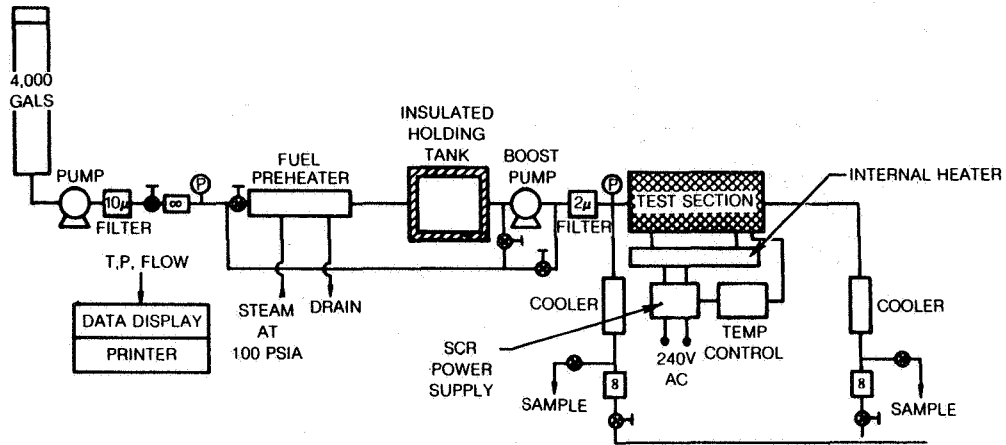 4,000
GALS
PUMP
10μ
FILTER
∞
P
FUEL
PREHEATER
INSULATED
HOLDING
TANK
BOOST
PUMP
2μ
FILTER
P
TEST SECTION
INTERNAL HEATER
T,P, FLOW
DATA DISPLAY
PRINTER
STEAM
AT
100 PSIA
DRAIN
COOLER
SCR
POWER
SUPPLY
240V
AC
TEMP
CONTROL
COOLER
SAMPLE
8
SAMPLE
8